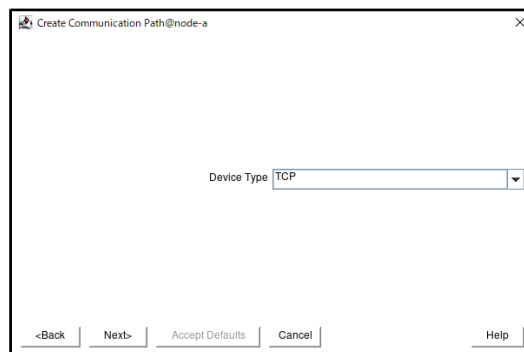 Create Communication Path@node-a
Device Type TCP
<Back Next> Accept Defaults Cancel Help